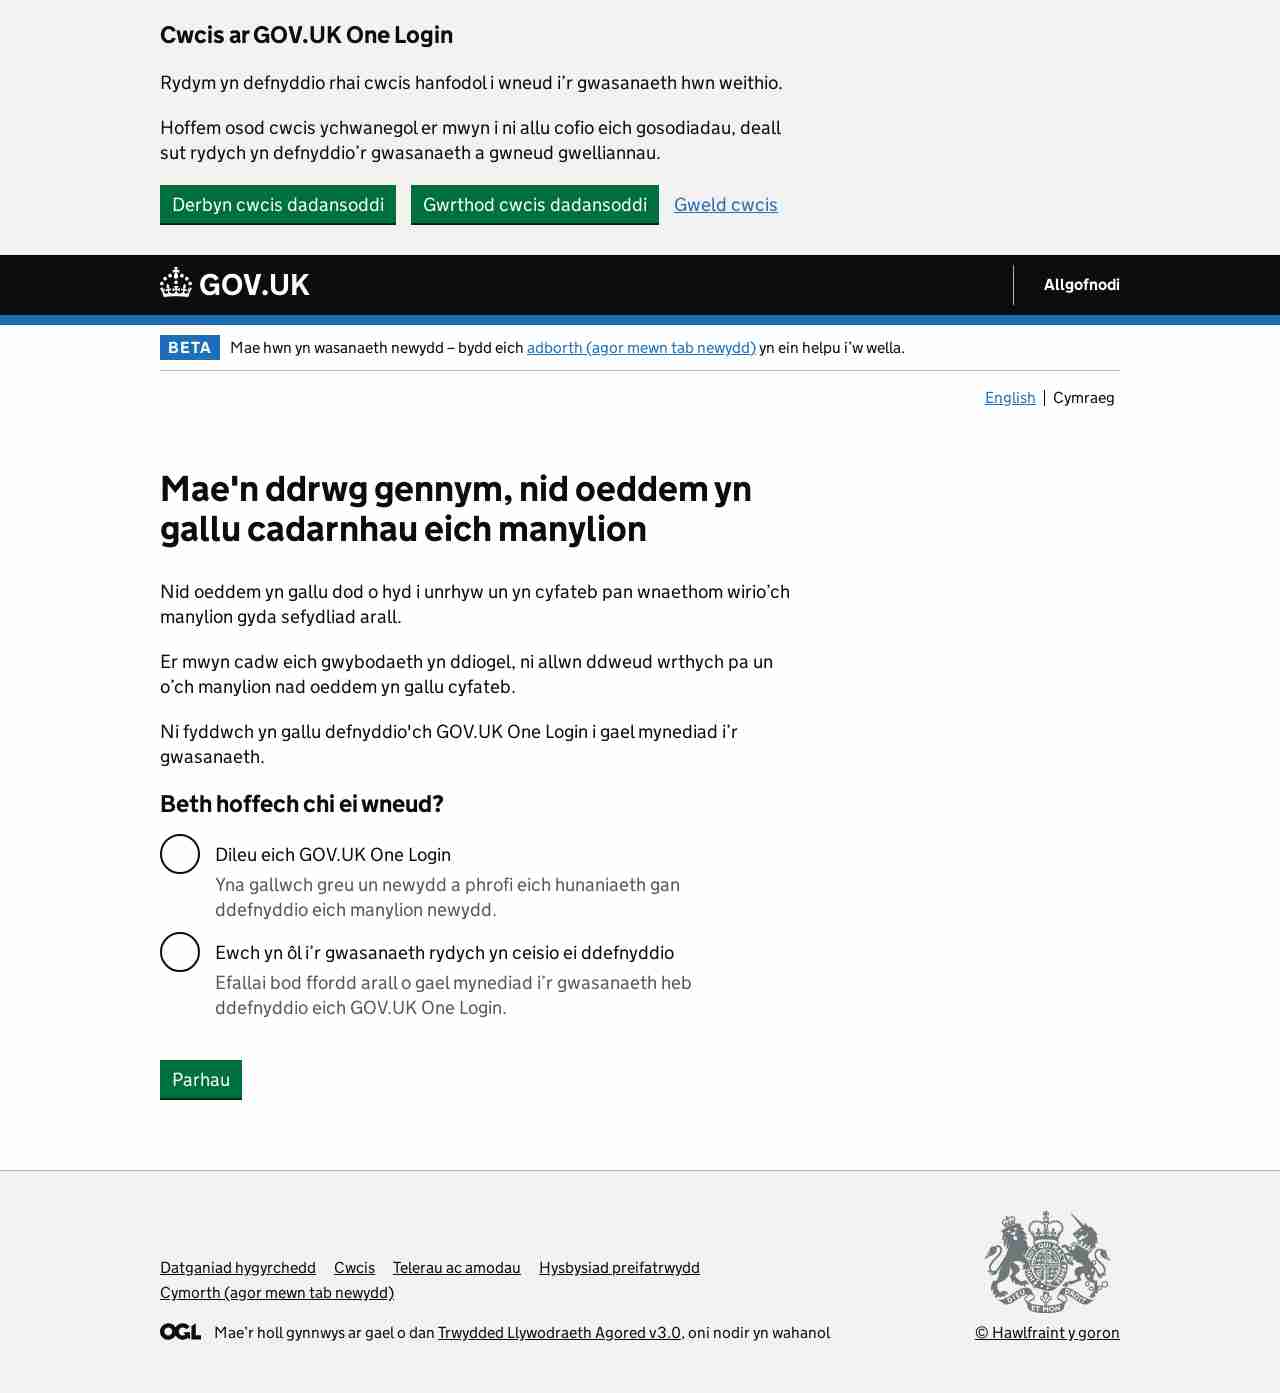 Cwcis ar GOV.UK One Login
Rydym yn defnyddio rhai cwcis hanfodol i wneud i’r gwasanaeth hwn weithio.
Hoffem osod cwcis ychwanegol er mwyn i ni allu cofio eich gosodiadau, deall
sut rydych yn defnyddio’r gwasanaeth a gwneud gwelliannau.
Derbyn cwcis dadansoddi Gwrthod cwcis dadansoddi Gweld cwcis
GOV.UK Allgofnodi
BETA Mae hwn yn wasanaeth newydd – bydd eich adborth (agor mewn tab newydd) yn ein helpu i’w wella.
English Cymraeg
Mae'n ddrwg gennym, nid oeddem yn
gallu cadarnhau eich manylion
Nid oeddem yn gallu dod o hyd i unrhyw un yn cyfateb pan wnaethom wirio’ch
manylion gyda sefydliad arall.
Er mwyn cadw eich gwybodaeth yn ddiogel, ni allwn ddweud wrthych pa un
o’ch manylion nad oeddem yn gallu cyfateb.
Ni fyddwch yn gallu defnyddio'ch GOV.UK One Login i gael mynediad i’r
gwasanaeth.
Beth hoffech chi ei wneud?
Dileu eich GOV.UK One Login
Yna gallwch greu un newydd a phrofi eich hunaniaeth gan
ddefnyddio eich manylion newydd.
Ewch yn ôl i’r gwasanaeth rydych yn ceisio ei ddefnyddio
Efallai bod ffordd arall o gael mynediad i’r gwasanaeth heb
ddefnyddio eich GOV.UK One Login.
Parhau
Datganiad hygyrchedd Cwcis Telerau ac amodau Hysbysiad preifatrwydd
Cymorth (agor mewn tab newydd)
OGL Mae’r holl gynnwys ar gael o dan Trwydded Llywodraeth Agored v3.0, oni nodir yn wahanol
© Hawlfraint y goron